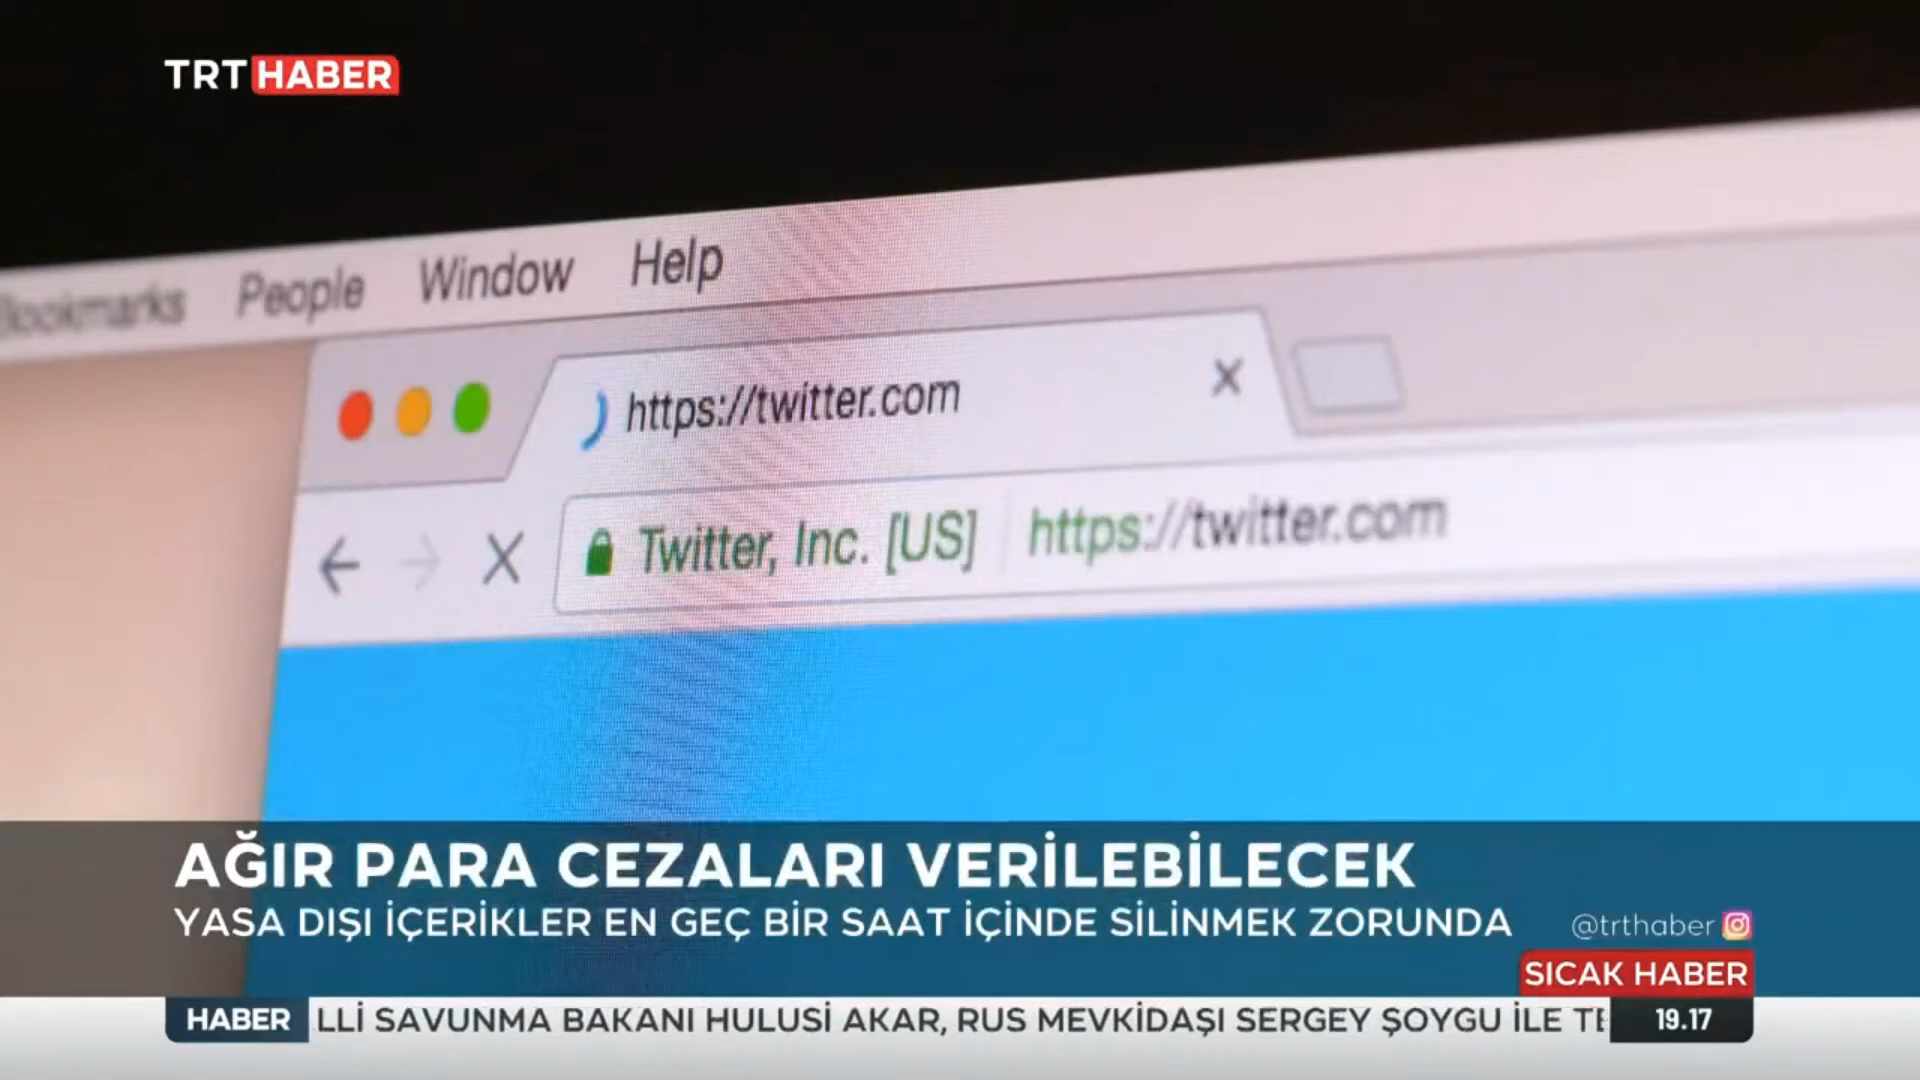 TRT HABER
Bookmarks People Window Help
https://twitter.com
Twitter, Inc. [US] https://twitter.com
AĞIR PARA CEZALARI VERİLEBİLECEK
YASA DIŞI İÇERİKLER EN GEÇ BİR SAAT İÇİNDE SİLİNMEK ZORUNDA
@trthaber
SICAK HABER
HABER LLİ SAVUNMA BAKANI HULUSİ AKAR, RUS MEVKİDAŞI SERGEY ŞOYGU İLE TE
19.17